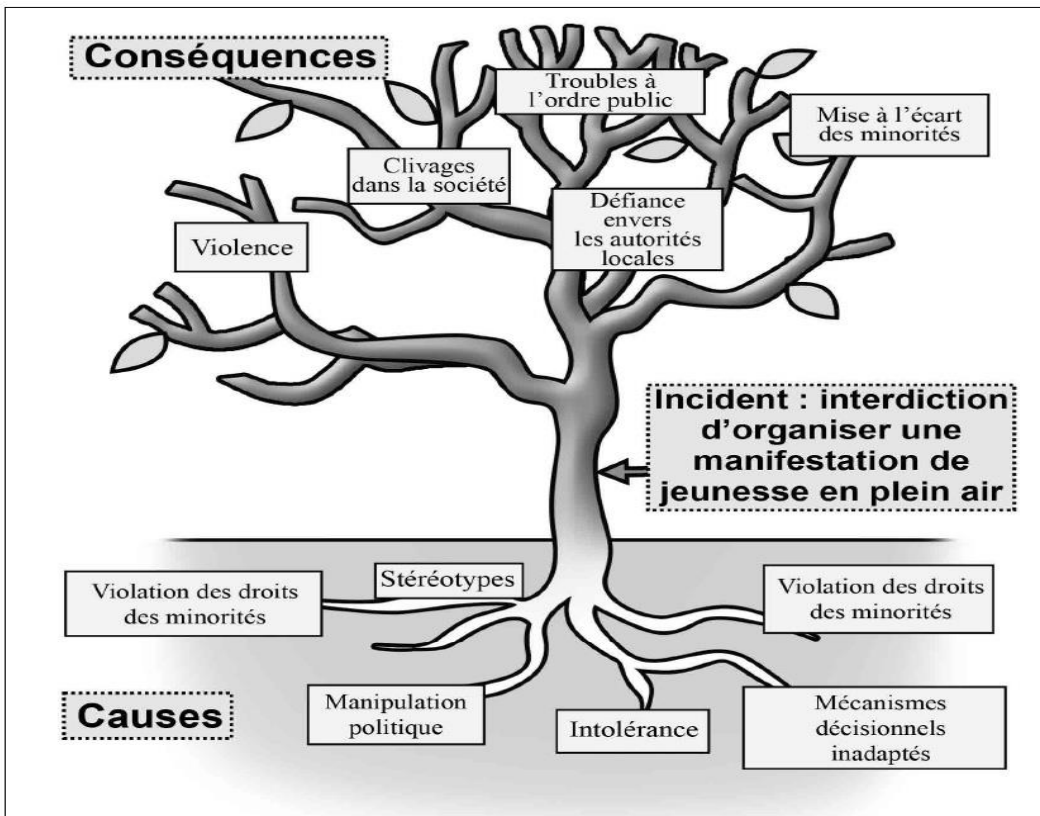 Conséquences
Troubles à
l'ordre public
Mise à l'écart
des minorités
Clivages
dans la société
Défiance
envers
les autorités
locales
Violence
Incident : interdiction
d'organiser une
manifestation de
jeunesse en plein air
Stéréotypes
Violation des droits
des minorités
Violation des droits
des minorités
Manipulation
politique
Intolérance
Mécanismes
décisionnels
inadaptés
Causes